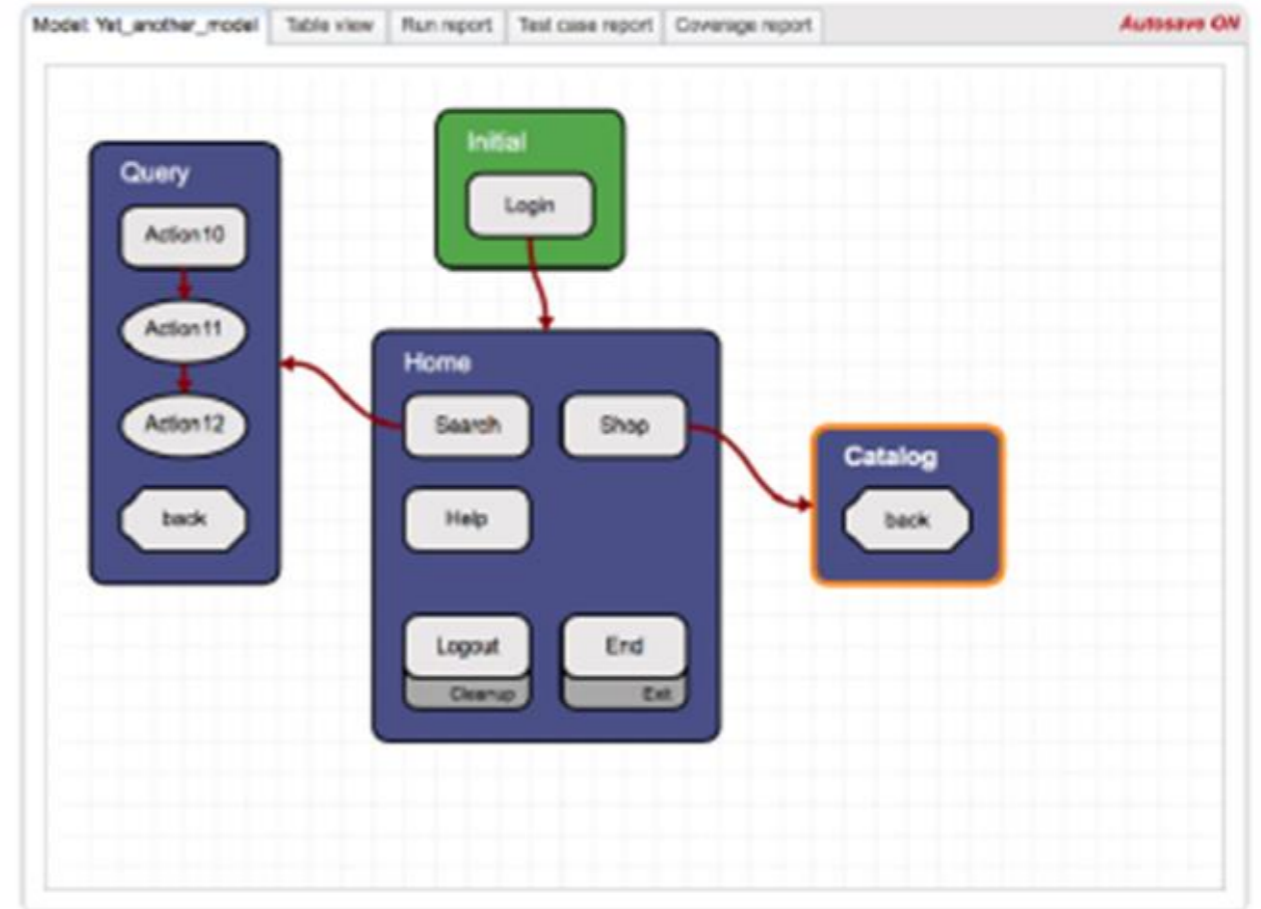 Model: Yet_another_model Table view Run report Test case report Coverage report Autosave ON
Initial
Login
Query
Action10
Action11
Action12
back
Home
Search Shop
Help
Logout End
Cleanup Exit
Catalog
back